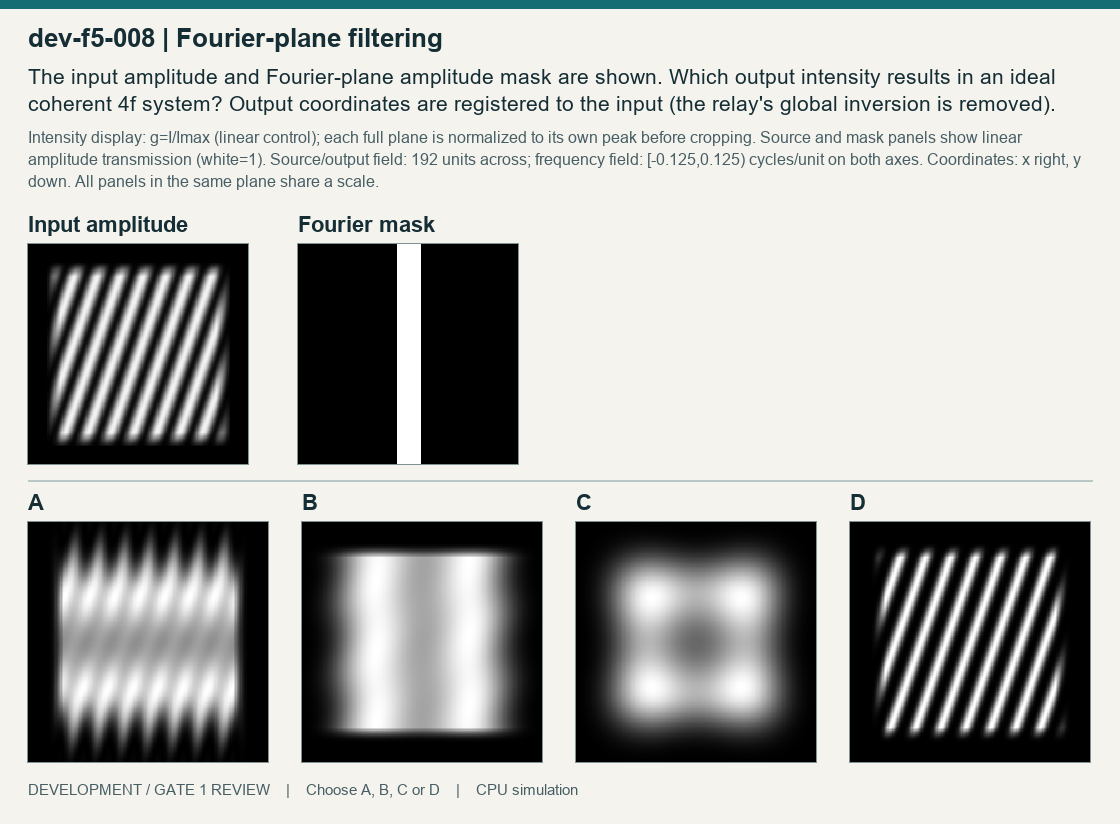 dev-f5-008 | Fourier-plane filtering
The input amplitude and Fourier-plane amplitude mask are shown. Which output intensity results in an ideal
coherent 4f system? Output coordinates are registered to the input (the relay's global inversion is removed).
Intensity display: g=I/Imax (linear control); each full plane is normalized to its own peak before cropping. Source and mask panels show linear
amplitude transmission (white=1). Source/output field: 192 units across; frequency field: [-0.125,0.125) cycles/unit on both axes. Coordinates: x right, y
down. All panels in the same plane share a scale.
Input amplitude
Fourier mask
A
B
C
D
DEVELOPMENT / GATE 1 REVIEW | Choose A, B, C or D | CPU simulation